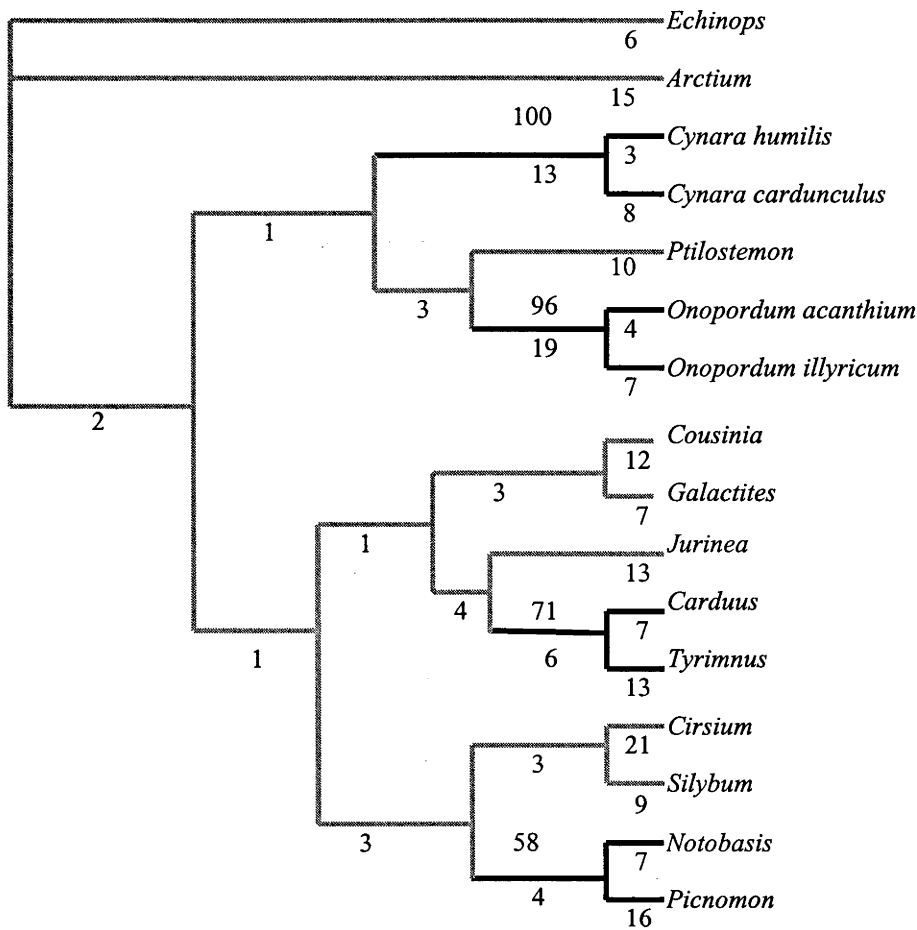 Echinops
6
Arctium
15
100
Cynara humilis
3
13
Cynara cardunculus
8
1
Ptilostemon
10
3
96
Onopordum acanthium
4
19
Onopordum illyricum
7
2
Cousinia
12
3
Galactites
7
1
Jurinea
13
4
71
Carduus
7
6
Tyrimnus
13
1
Cirsium
21
3
Silybum
9
3
58
Notobasis
7
4
Picnomon
16